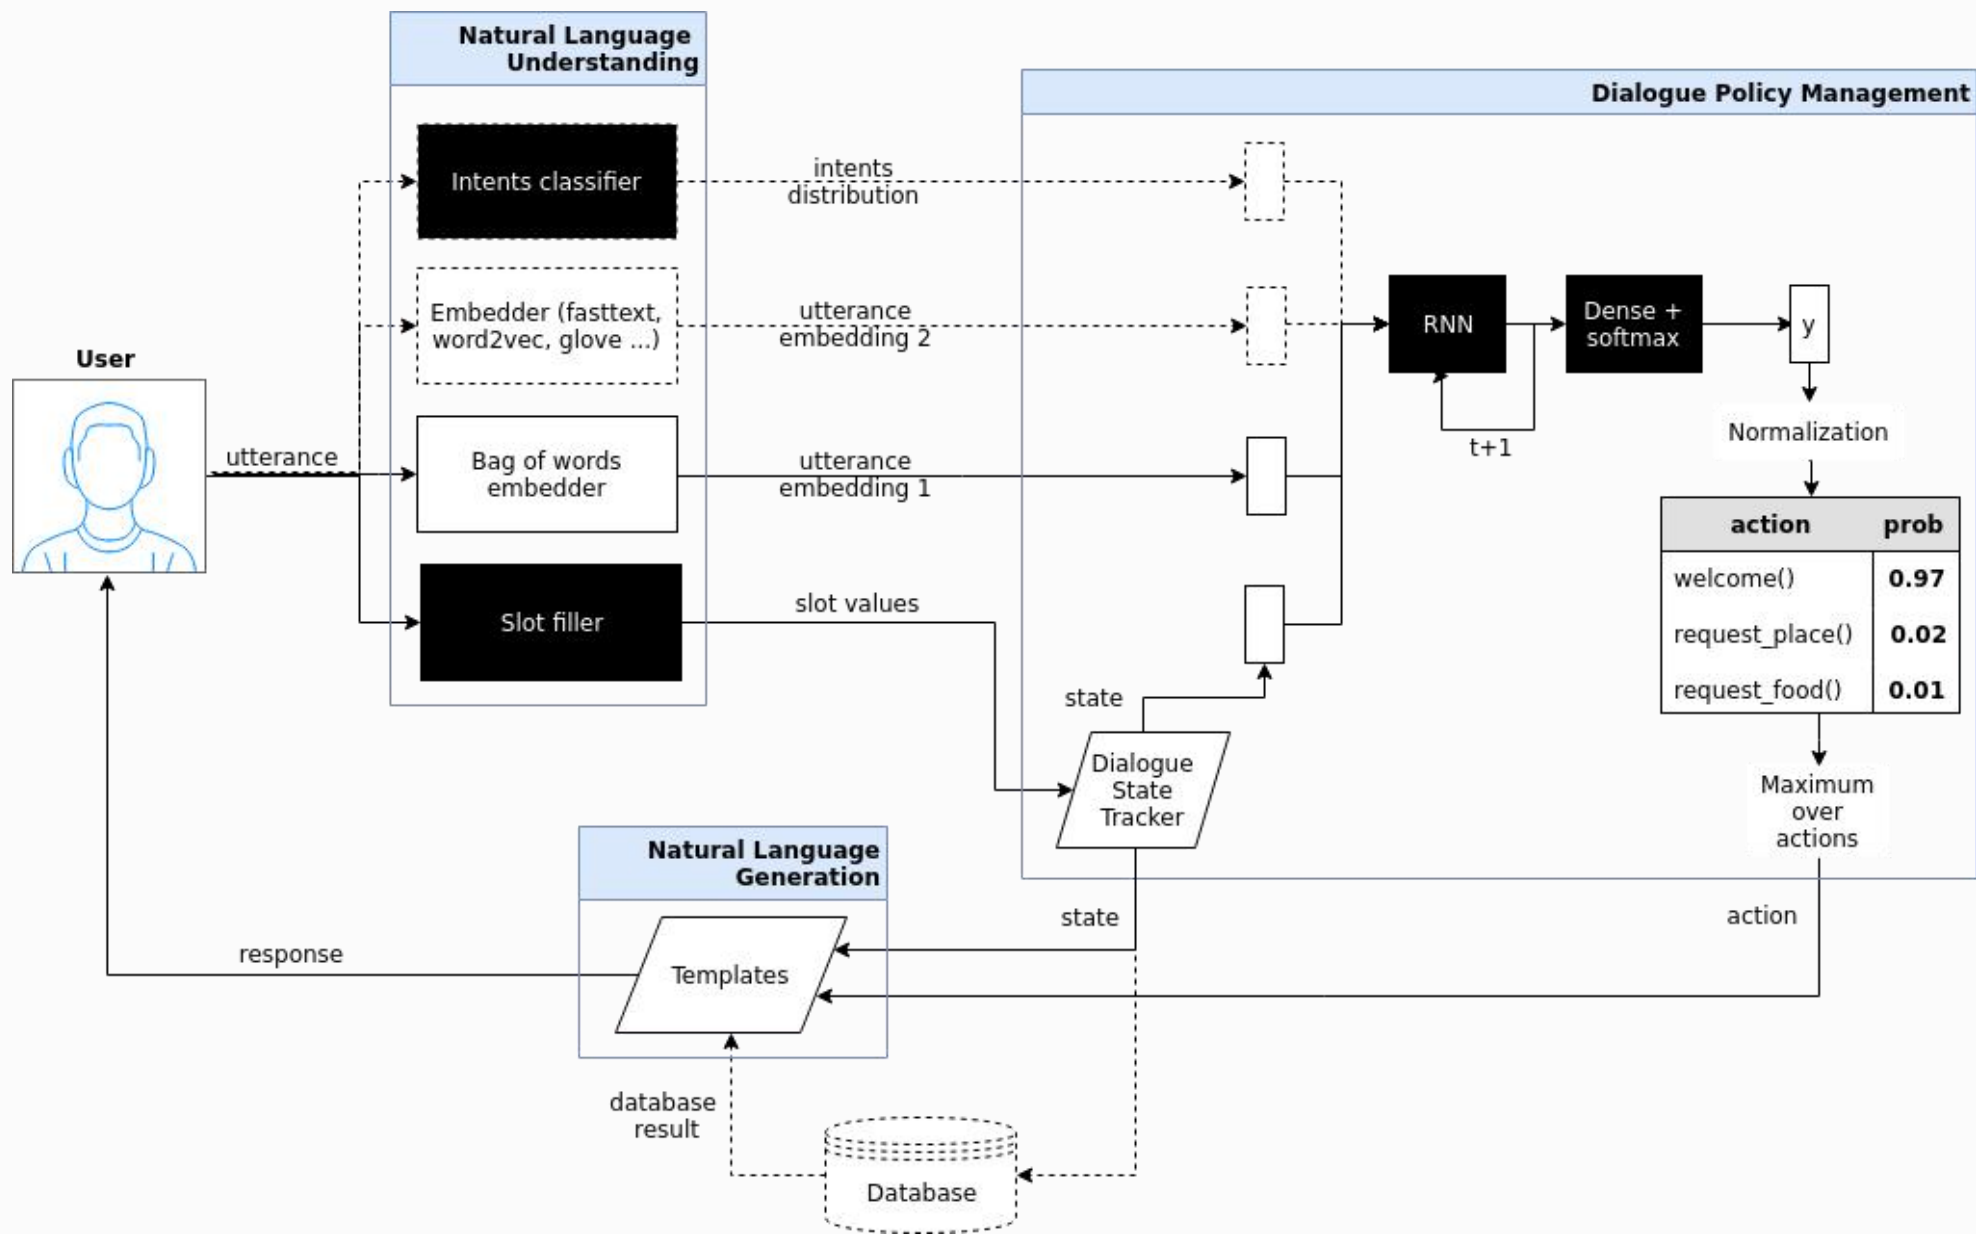 Natural Language
Understanding
Dialogue Policy Management
Intents classifier
intents
distribution
Embedder (fasttext,
word2vec, glove ...)
utterance
embedding 2
RNN
Dense +
softmax
y
t+1
User
utterance
Bag of words
embedder
utterance
embedding 1
Normalization
action prob
welcome() 0.97
request_place() 0.02
request_food() 0.01
Slot filler
slot values
state
Dialogue
State
Tracker
Maximum
over
actions
Natural Language
Generation
state
action
response
Templates
database
result
Database